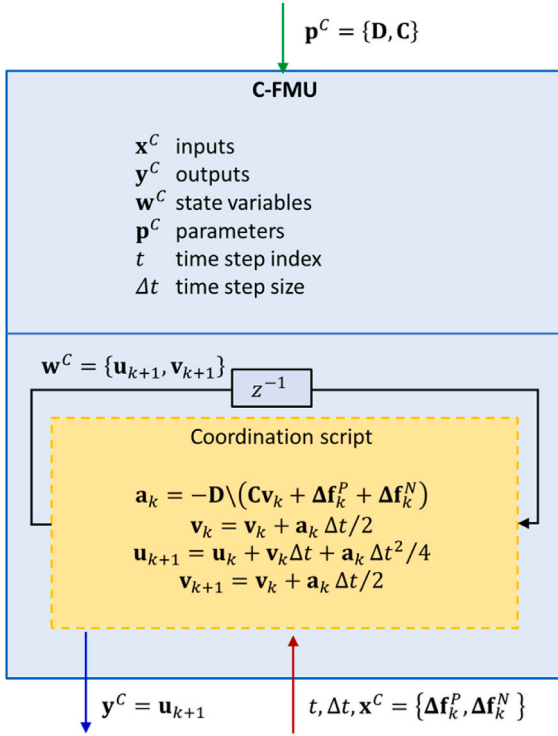 𝐩^C = {𝐃, 𝐂}
C-FMU
𝐱^C inputs
𝐲^C outputs
𝐰^C state variables
𝐩^C parameters
t time step index
Δt time step size
𝐰^C = {𝐮_{k+1}, 𝐯_{k+1}}
z^{−1}
Coordination script
𝐚_k = −𝐃\(𝐂𝐯_k + 𝚫𝐟_k^P + 𝚫𝐟_k^N)
𝐯_k = 𝐯_k + 𝐚_k Δt/2
𝐮_{k+1} = 𝐮_k + 𝐯_kΔt + 𝐚_k Δt^2/4
𝐯_{k+1} = 𝐯_k + 𝐚_k Δt/2
𝐲^C = 𝐮_{k+1}
t, Δt, 𝐱^C = {𝚫𝐟_k^P, 𝚫𝐟_k^N}